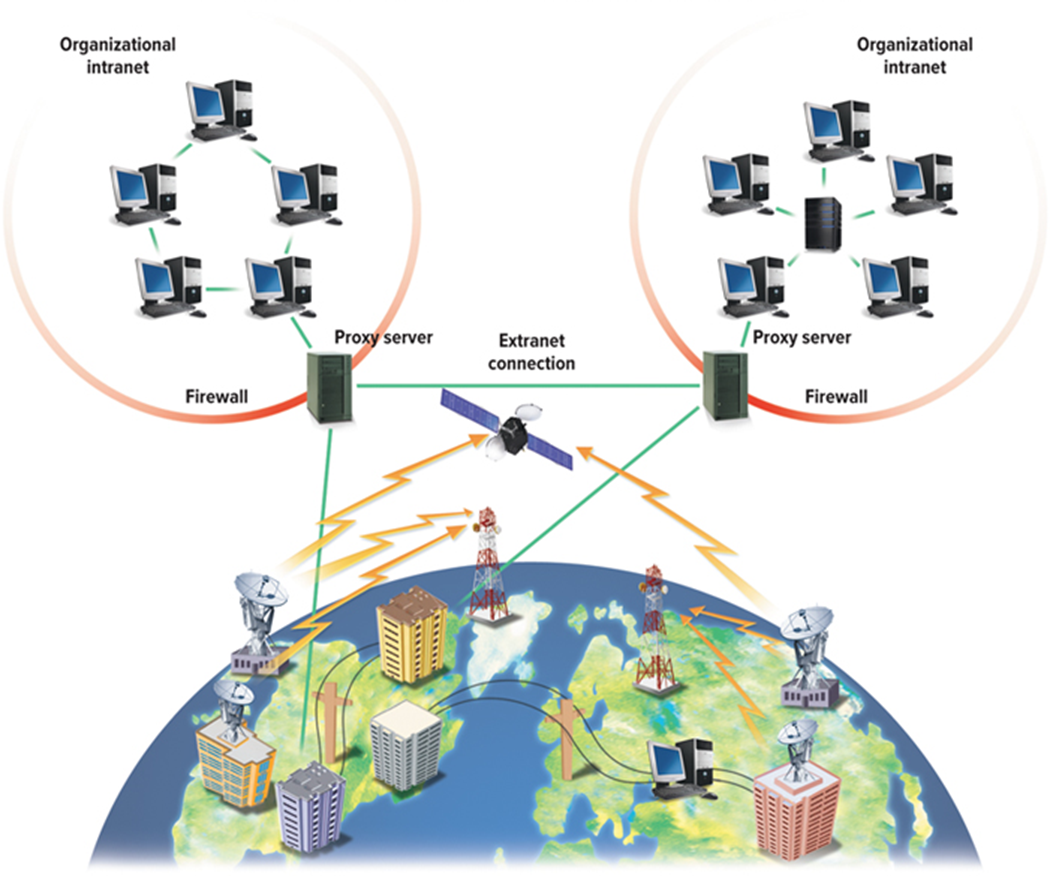 Organizational
intranet
Organizational
intranet
Proxy server
Extranet
connection
Proxy server
Firewall
Firewall